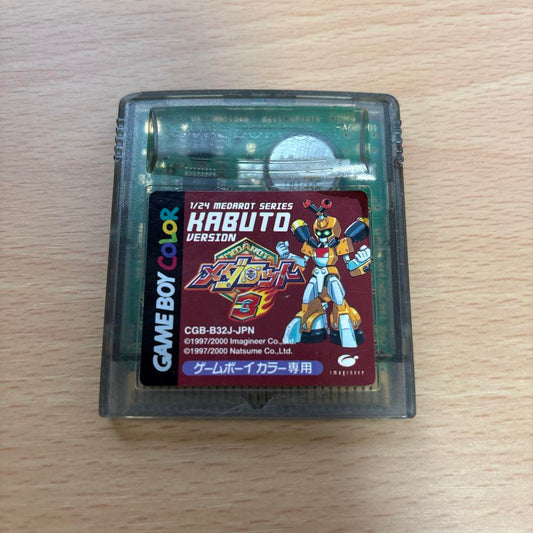 1/24 MEDAROT SERIES
KABUTO
VERSION
GAME BOY COLOR
メダロット
3
CGB-B32J-JPN
©1997/2000 Imagineer Co.,Ltd.
©1997/2000 Natsume Co.,Ltd.
ゲームボーイカラー専用
imagineer